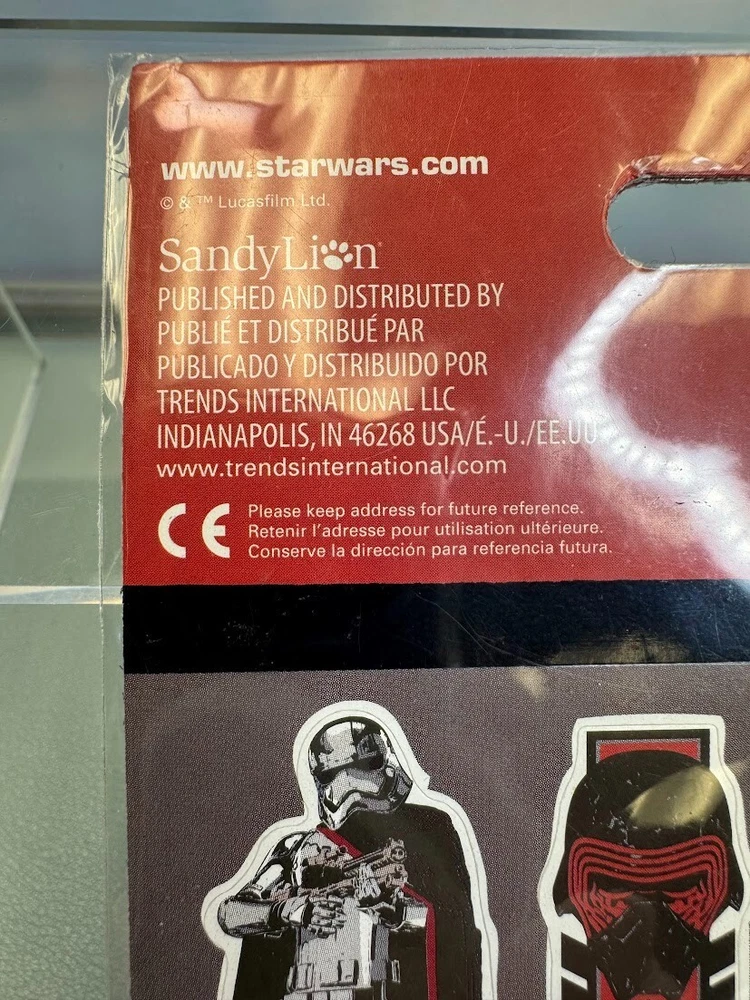 www.starwars.com
© & ™ Lucasfilm Ltd.
SandyLion
PUBLISHED AND DISTRIBUTED BY
PUBLIÉ ET DISTRIBUÉ PAR
PUBLICADO Y DISTRIBUIDO POR
TRENDS INTERNATIONAL LLC
INDIANAPOLIS, IN 46268 USA/É.-U./EE.UU
www.trendsinternational.com
CE
Please keep address for future reference.
Retenir l'adresse pour utilisation ultérieure.
Conserve la dirección para referencia futura.